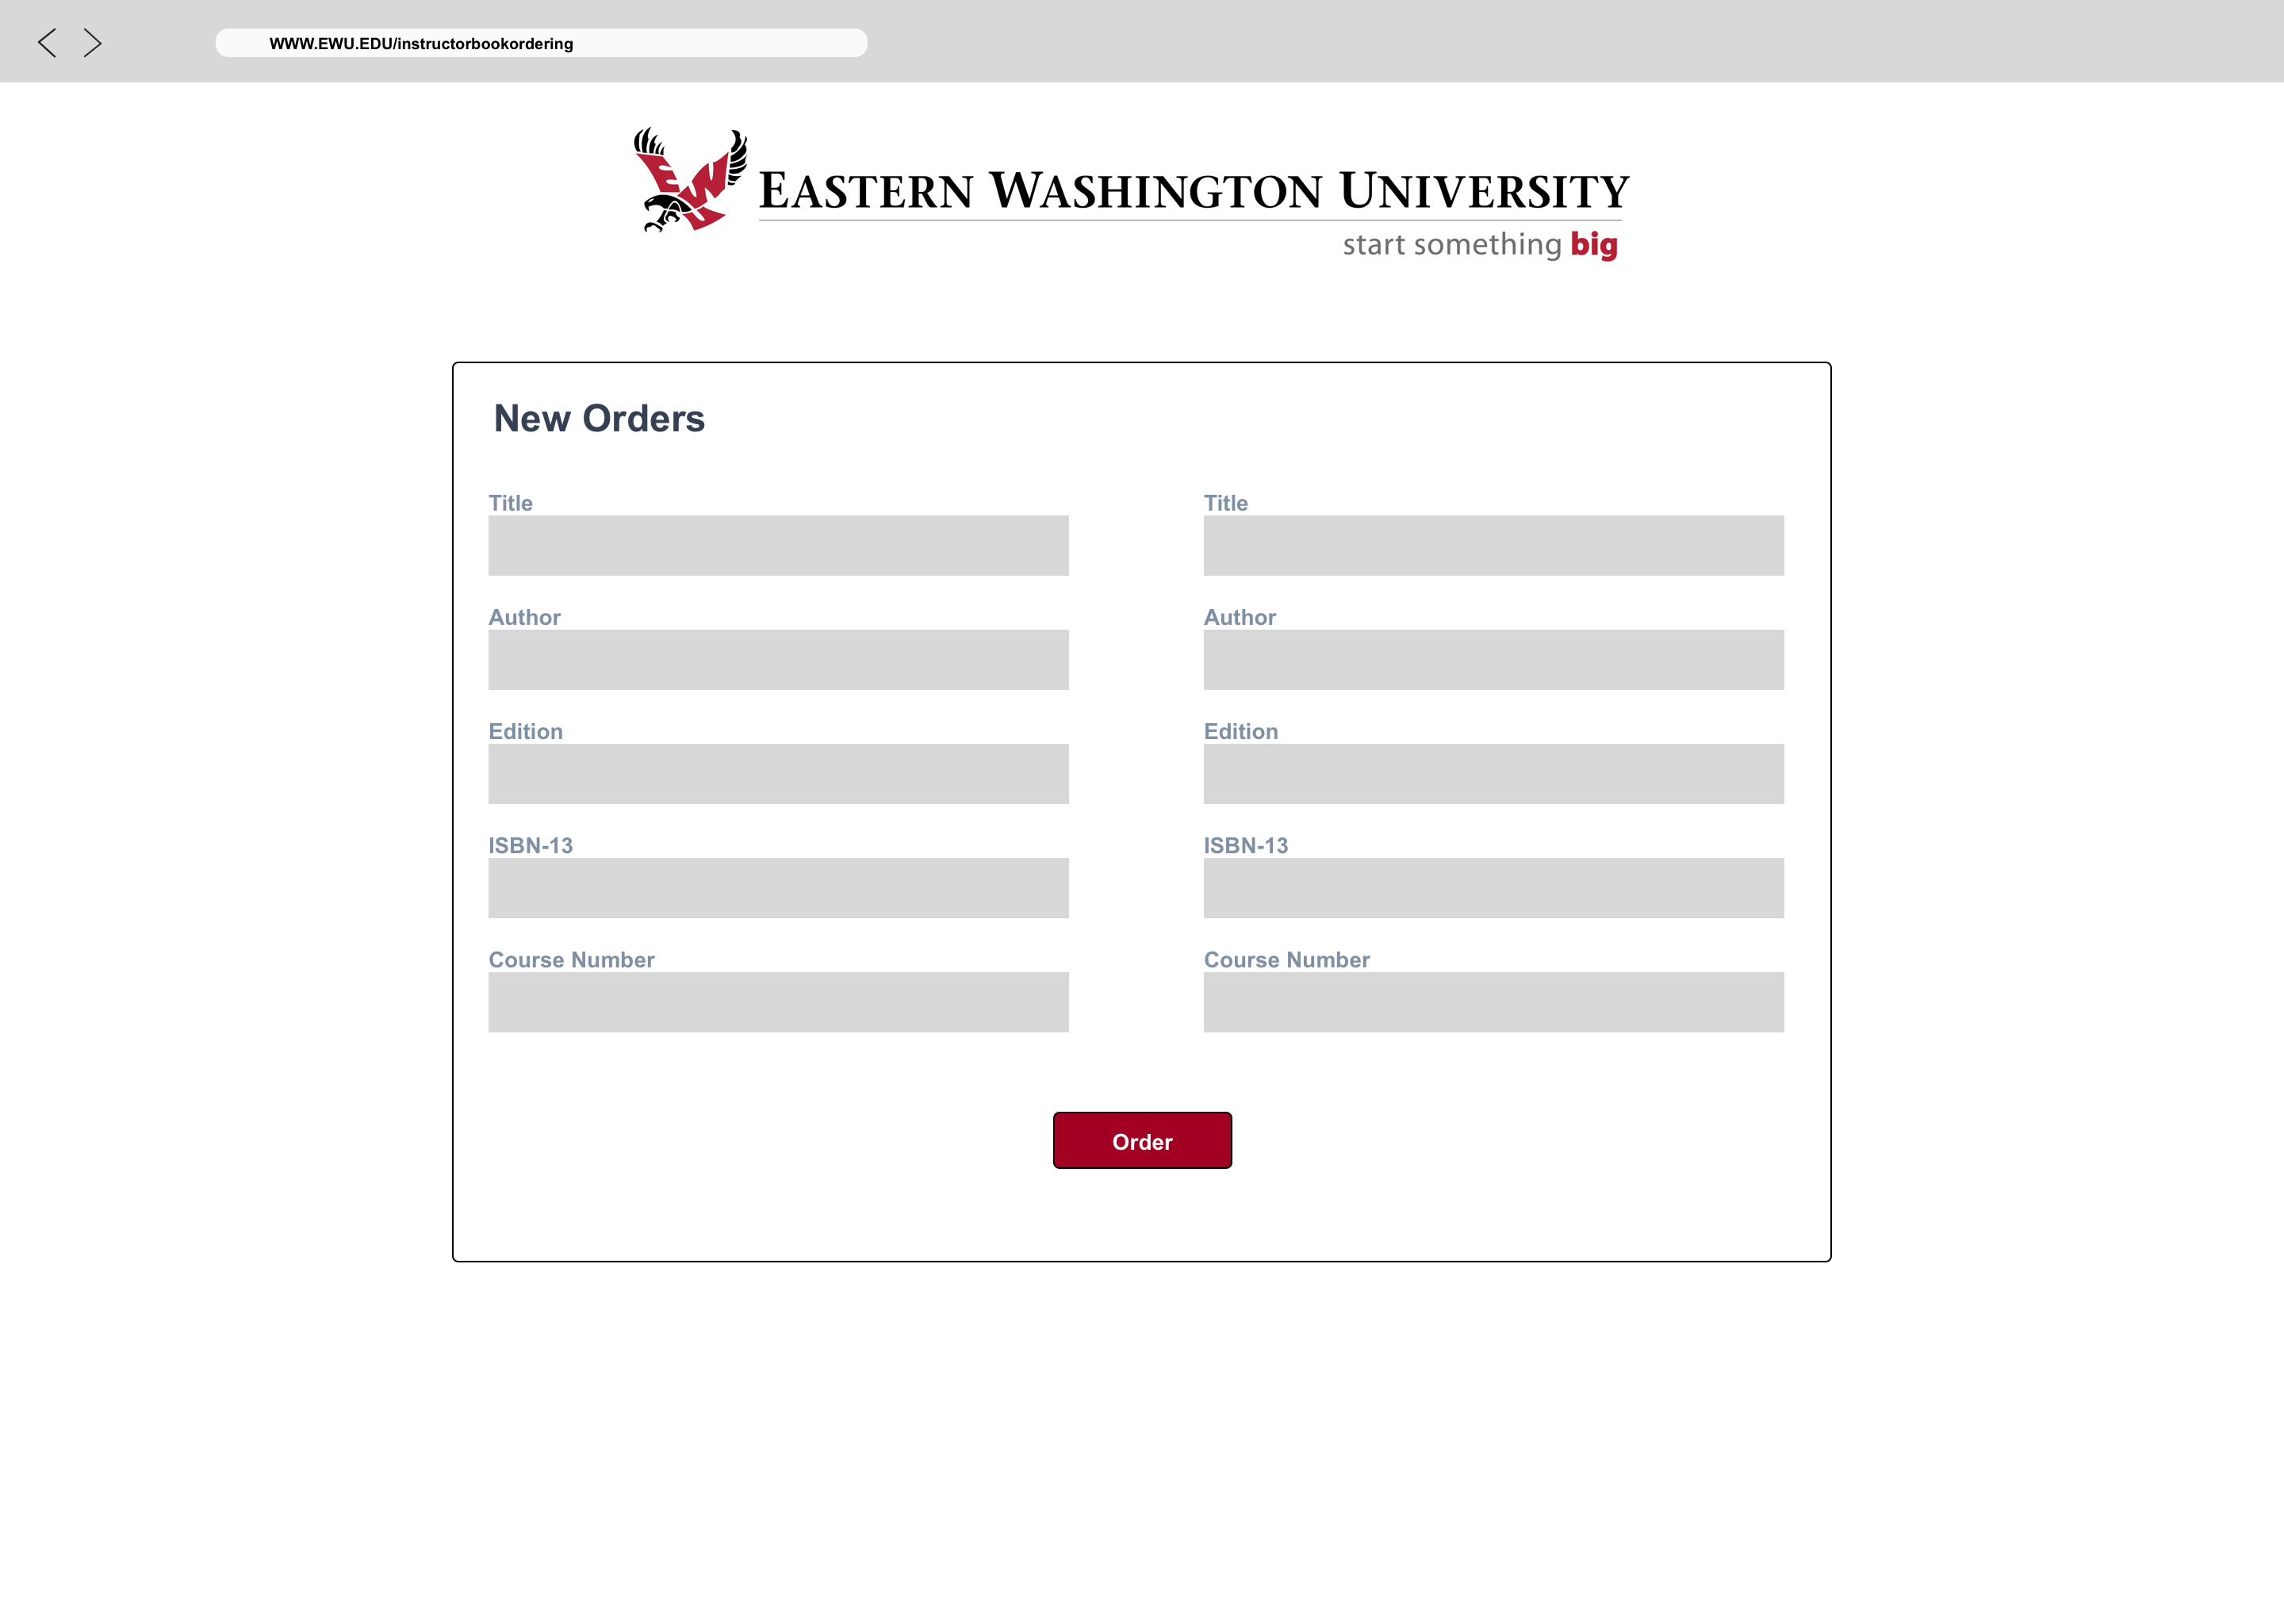 WWW.EWU.EDU/instructorbookordering
EASTERN WASHINGTON UNIVERSITY
start something big
New Orders
Title
Title
Author
Author
Edition
Edition
ISBN-13
ISBN-13
Course Number
Course Number
Order